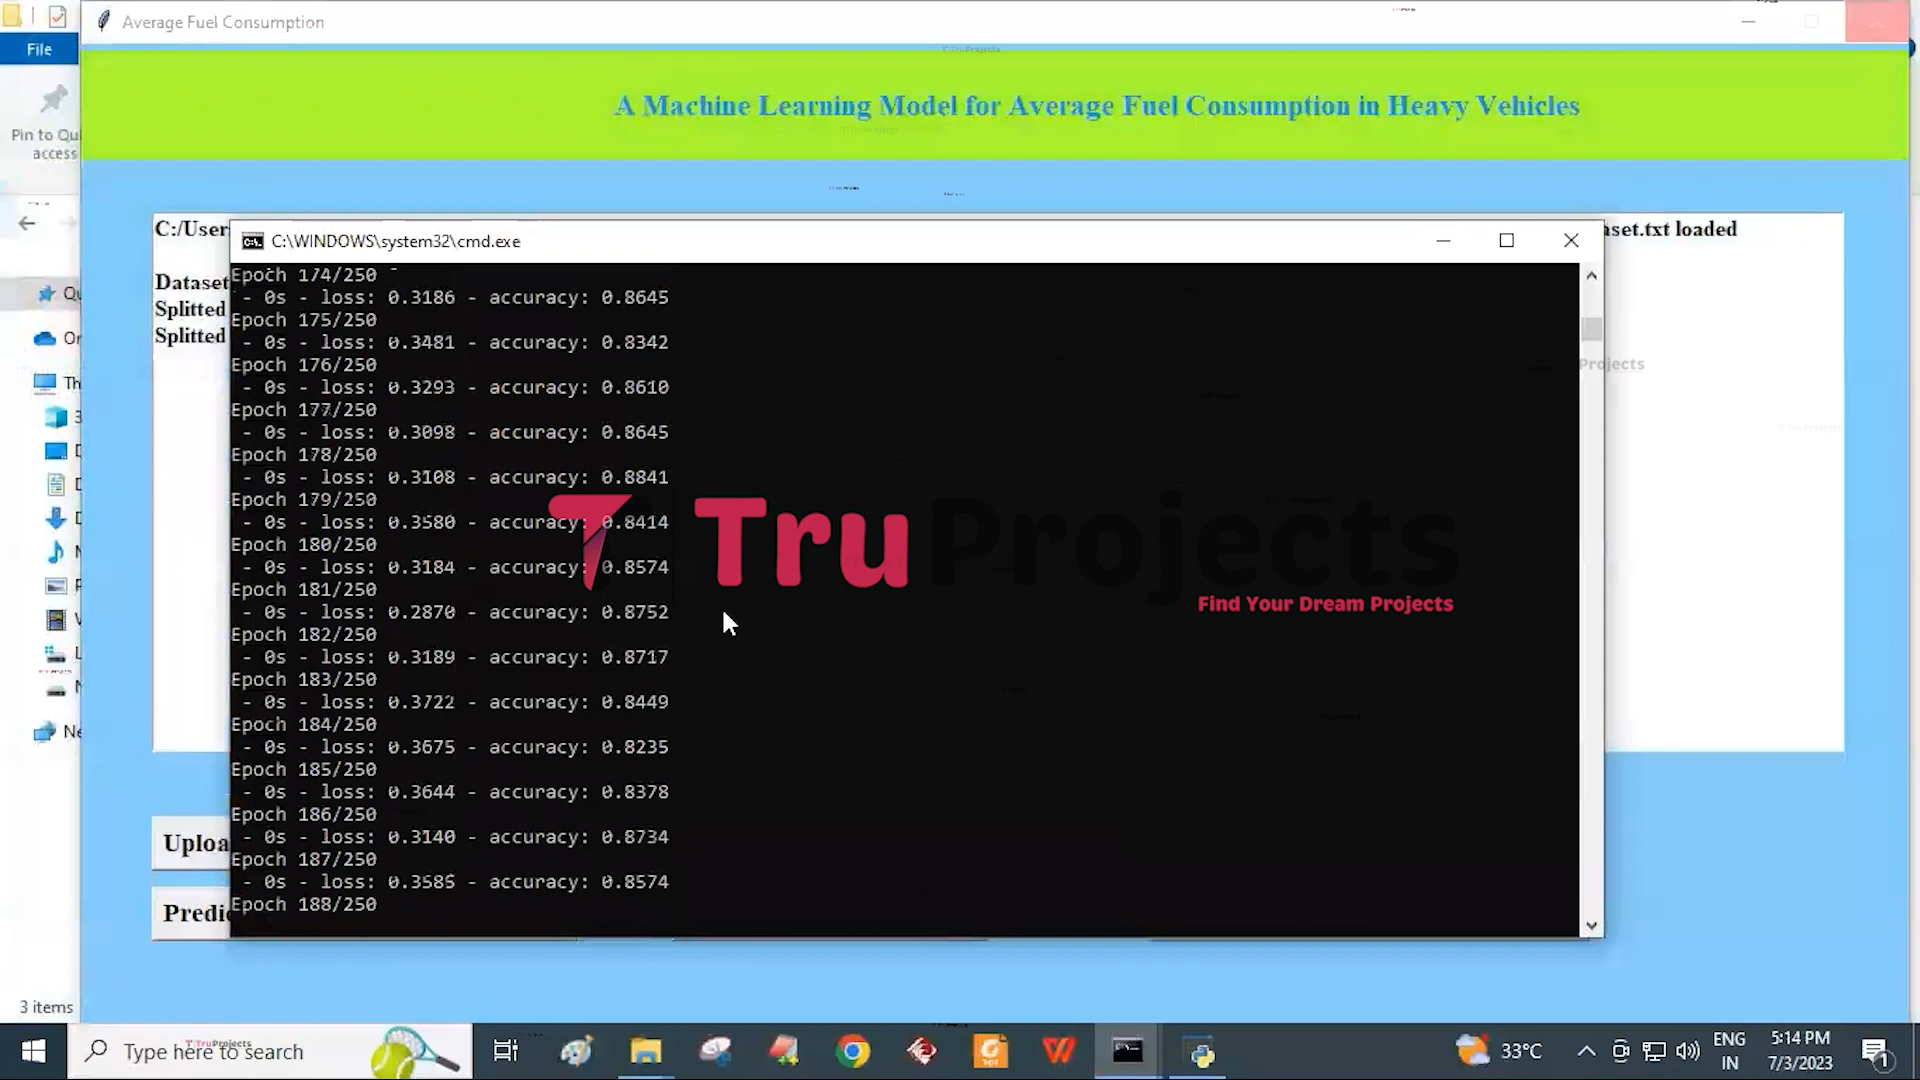 Average Fuel Consumption
File
A Machine Learning Model for Average Fuel Consumption in Heavy Vehicles
Pin to Qui
access
C:/User
aset.txt loaded
C:\WINDOWS\system32\cmd.exe
Dataset
Splitted
Splitted
Epoch 174/250
- 0s - loss: 0.3186 - accuracy: 0.8645
Epoch 175/250
- 0s - loss: 0.3481 - accuracy: 0.8342
Epoch 176/250
- 0s - loss: 0.3293 - accuracy: 0.8610
Epoch 177/250
- 0s - loss: 0.3098 - accuracy: 0.8645
Epoch 178/250
- 0s - loss: 0.3108 - accuracy: 0.8841
Epoch 179/250
- 0s - loss: 0.3580 - accuracy: 0.8414
Epoch 180/250
- 0s - loss: 0.3184 - accuracy: 0.8574
Epoch 181/250
- 0s - loss: 0.2870 - accuracy: 0.8752
Epoch 182/250
- 0s - loss: 0.3189 - accuracy: 0.8717
Epoch 183/250
- 0s - loss: 0.3722 - accuracy: 0.8449
Epoch 184/250
- 0s - loss: 0.3675 - accuracy: 0.8235
Epoch 185/250
- 0s - loss: 0.3644 - accuracy: 0.8378
Epoch 186/250
- 0s - loss: 0.3140 - accuracy: 0.8734
Epoch 187/250
- 0s - loss: 0.3585 - accuracy: 0.8574
Epoch 188/250
TruProjects
Find Your Dream Projects
Projects
Qu
On
Th
3
Ne
Uploa
Predic
3 items
Type here to search
TruProjects
33°C
ENG
IN
5:14 PM
7/3/2023
1